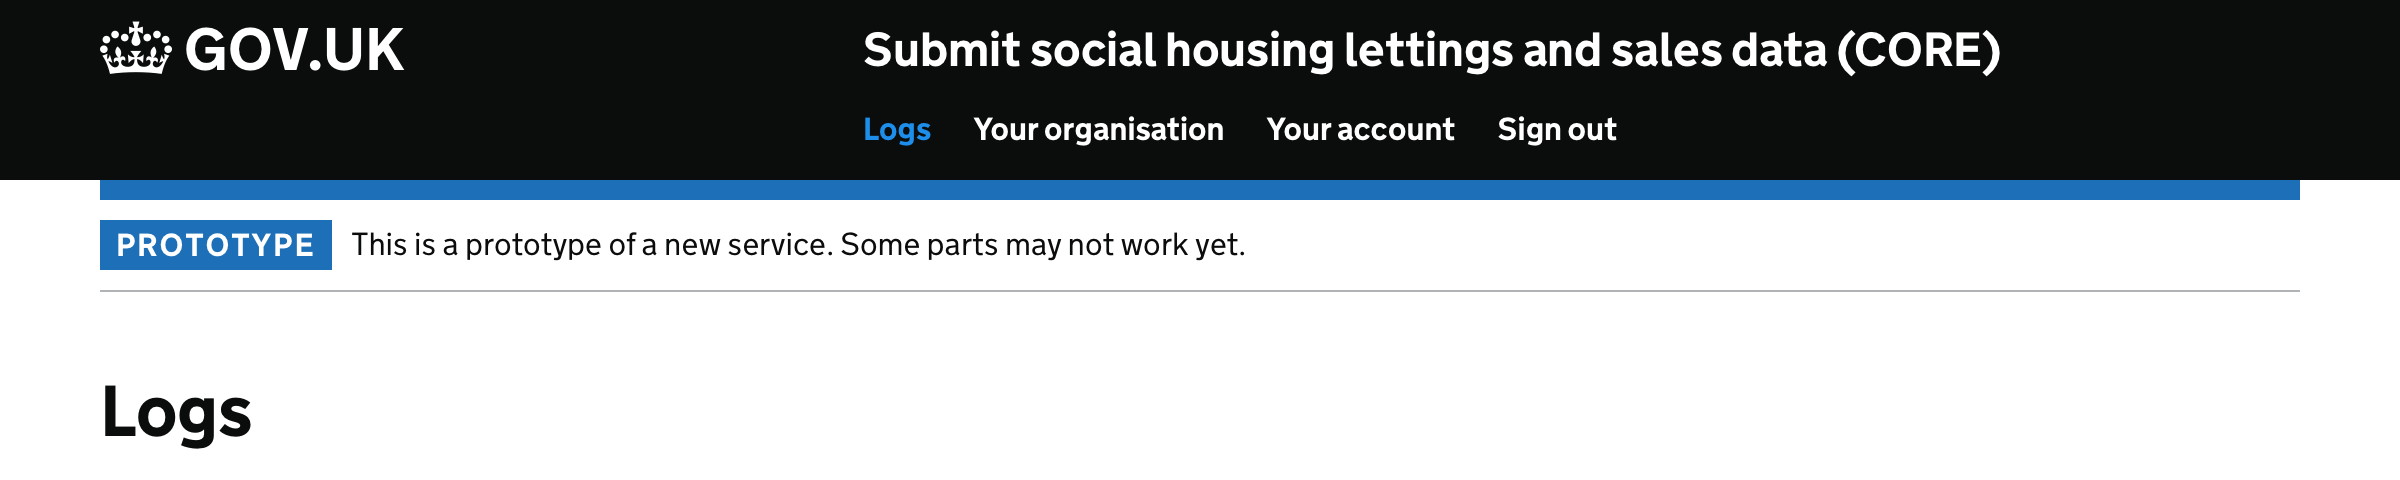 GOV.UK
Submit social housing lettings and sales data (CORE)
Logs Your organisation Your account Sign out
PROTOTYPE This is a prototype of a new service. Some parts may not work yet.
Logs